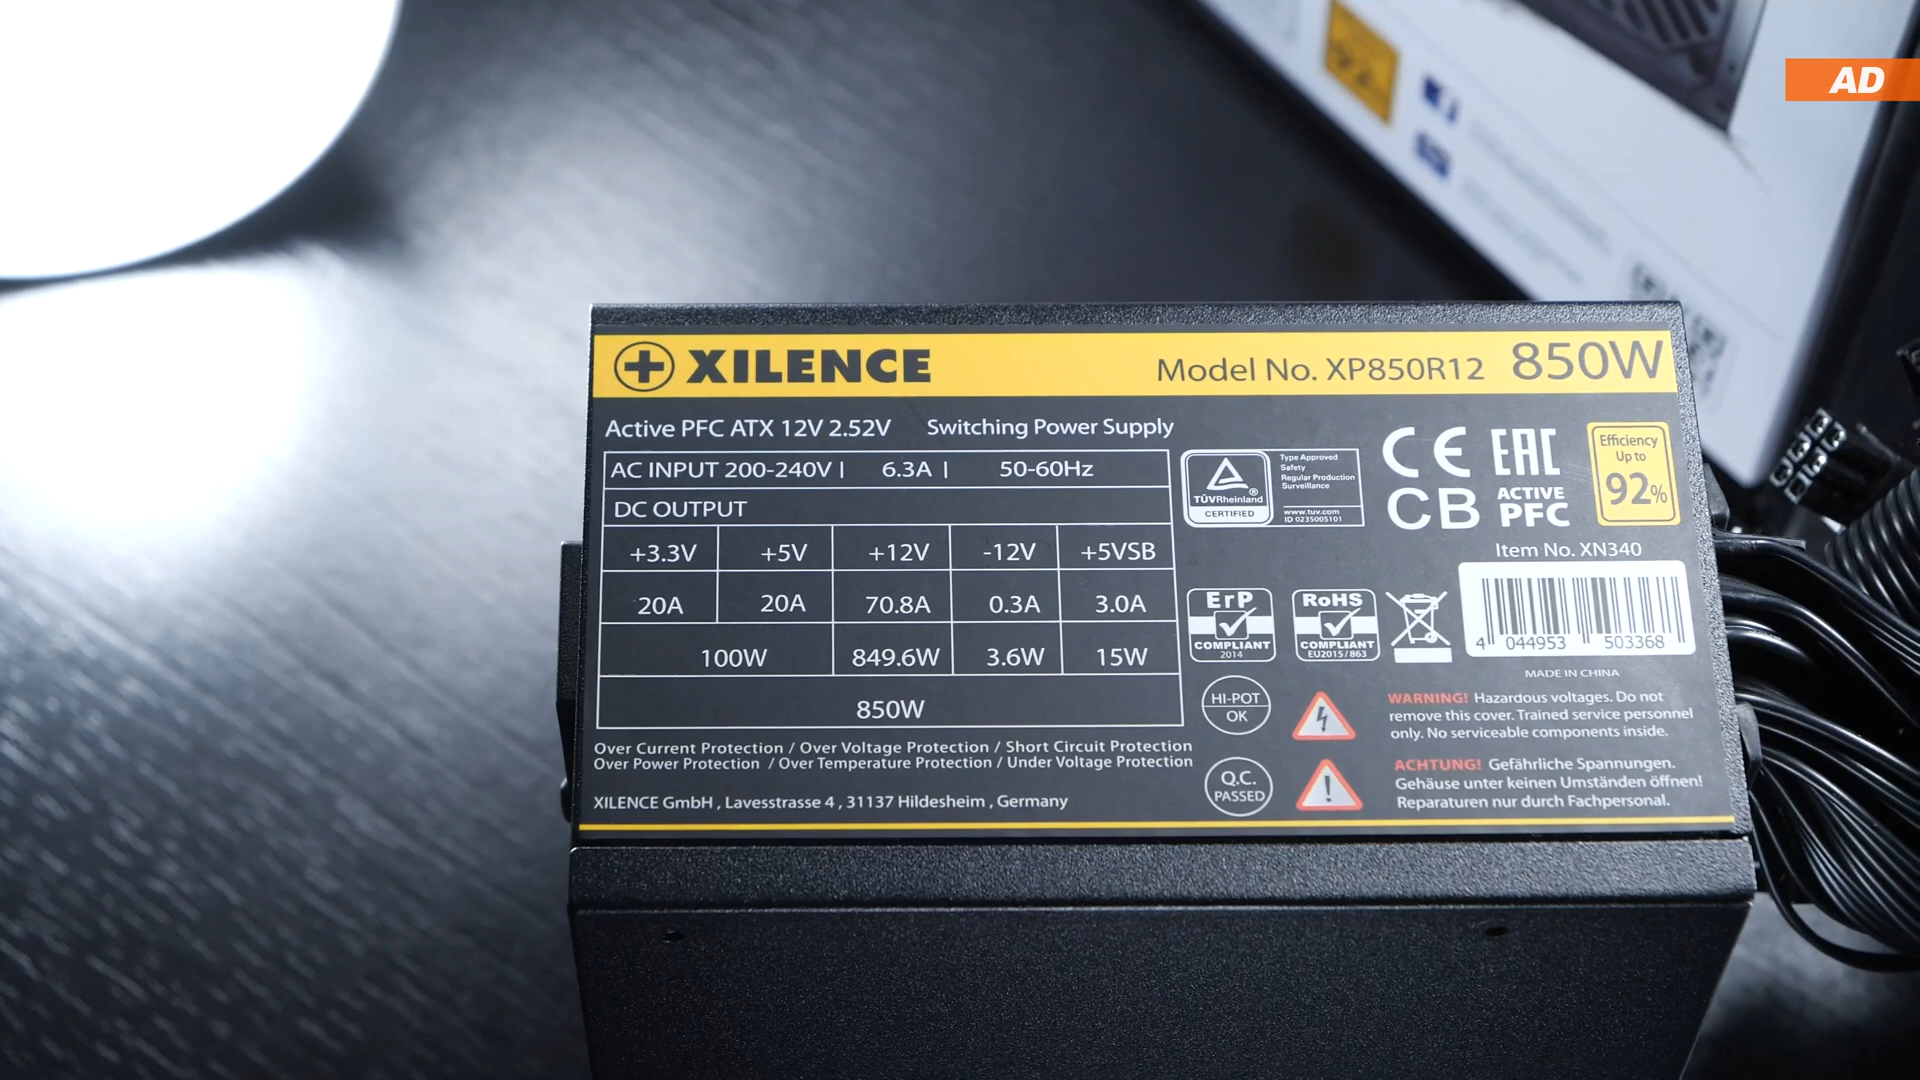 AD
XILENCE Model No. XP850R12 850W
Active PFC ATX 12V 2.52V Switching Power Supply
AC INPUT 200-240V | 6.3A | 50-60Hz
DC OUTPUT
+3.3V +5V +12V -12V +5VSB
20A 20A 70.8A 0.3A 3.0A
100W 849.6W 3.6W 15W
850W
Over Current Protection / Over Voltage Protection / Short Circuit Protection
Over Power Protection / Over Temperature Protection / Under Voltage Protection
XILENCE GmbH , Lavesstrasse 4 , 31137 Hildesheim , Germany
TÜVRheinland
CERTIFIED
Type Approved
Safety
Regular Production
Surveillance
www.tuv.com
ID 0235005101
CE EAC
CB ACTIVE
PFC
Efficiency
Up to
92%
Item No. XN340
ErP
COMPLIANT
2014
RoHS
COMPLIANT
EU2015/863
4 044953 503368
MADE IN CHINA
HI-POT
OK
WARNING! Hazardous voltages. Do not
remove this cover. Trained service personnel
only. No serviceable components inside.
Q.C.
PASSED
ACHTUNG! Gefährliche Spannungen.
Gehäuse unter keinen Umständen öffnen!
Reparaturen nur durch Fachpersonal.